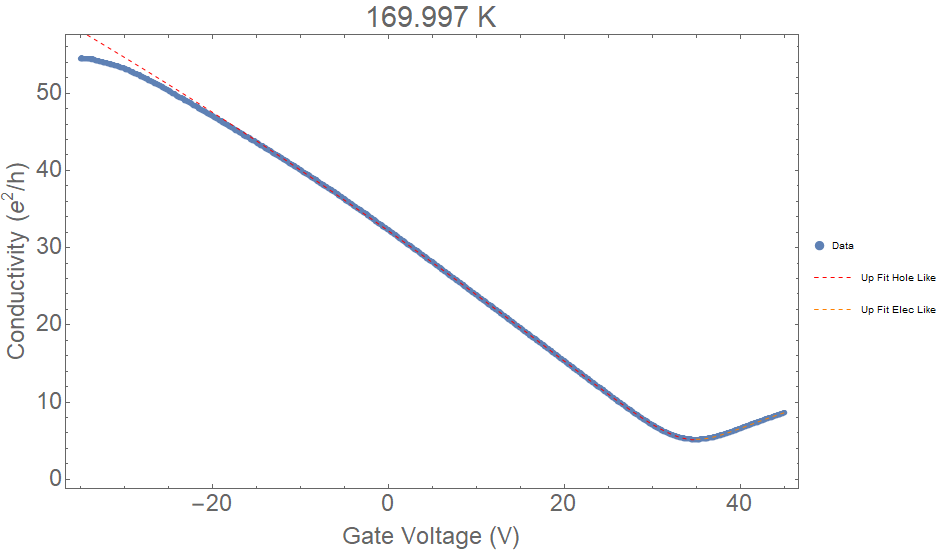 169.997 K
Conductivity (e²/h)
50
40
30
20
10
0
−20
0
20
40
Gate Voltage (V)
Data
Up Fit Hole Like
Up Fit Elec Like